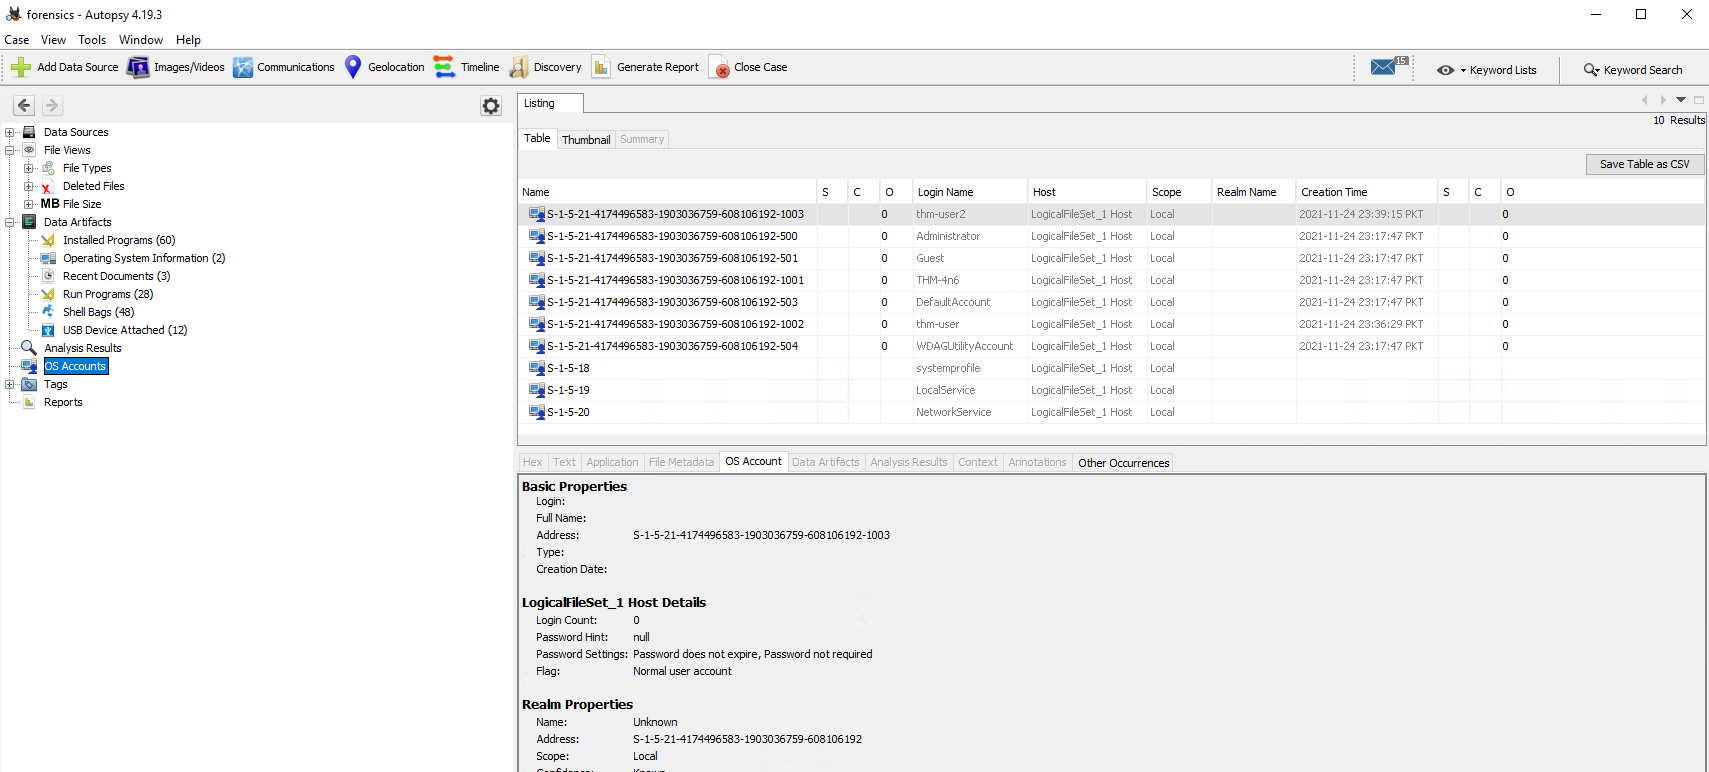 forensics - Autopsy 4.19.3
Case View Tools Window Help
Add Data Source Images/Videos Communications Geolocation Timeline Discovery Generate Report Close Case 15 Keyword Lists Keyword Search
Data Sources
File Views
File Types
Deleted Files
MB File Size
Data Artifacts
Installed Programs (60)
Operating System Information (2)
Recent Documents (3)
Run Programs (28)
Shell Bags (48)
USB Device Attached (12)
Analysis Results
OS Accounts
Tags
Reports
Listing
10 Results
Table Thumbnail Summary
Save Table as CSV
Name S C O Login Name Host Scope Realm Name Creation Time S C O
S-1-5-21-4174496583-1903036759-608106192-1003 0 thm-user2 LogicalFileSet_1 Host Local 2021-11-24 23:39:15 PKT 0
S-1-5-21-4174496583-1903036759-608106192-500 0 Administrator LogicalFileSet_1 Host Local 2021-11-24 23:17:47 PKT 0
S-1-5-21-4174496583-1903036759-608106192-501 0 Guest LogicalFileSet_1 Host Local 2021-11-24 23:17:47 PKT 0
S-1-5-21-4174496583-1903036759-608106192-1001 0 THM-4n6 LogicalFileSet_1 Host Local 2021-11-24 23:17:47 PKT 0
S-1-5-21-4174496583-1903036759-608106192-503 0 DefaultAccount LogicalFileSet_1 Host Local 2021-11-24 23:17:47 PKT 0
S-1-5-21-4174496583-1903036759-608106192-1002 0 thm-user LogicalFileSet_1 Host Local 2021-11-24 23:36:29 PKT 0
S-1-5-21-4174496583-1903036759-608106192-504 0 WDAGUtilityAccount LogicalFileSet_1 Host Local 2021-11-24 23:17:47 PKT 0
S-1-5-18 systemprofile LogicalFileSet_1 Host Local
S-1-5-19 LocalService LogicalFileSet_1 Host Local
S-1-5-20 NetworkService LogicalFileSet_1 Host Local
Hex Text Application File Metadata OS Account Data Artifacts Analysis Results Context Annotations Other Occurrences
Basic Properties
Login:
Full Name:
Address: S-1-5-21-4174496583-1903036759-608106192-1003
Type:
Creation Date:
LogicalFileSet_1 Host Details
Login Count: 0
Password Hint: null
Password Settings: Password does not expire, Password not required
Flag: Normal user account
Realm Properties
Name: Unknown
Address: S-1-5-21-4174496583-1903036759-608106192
Scope: Local